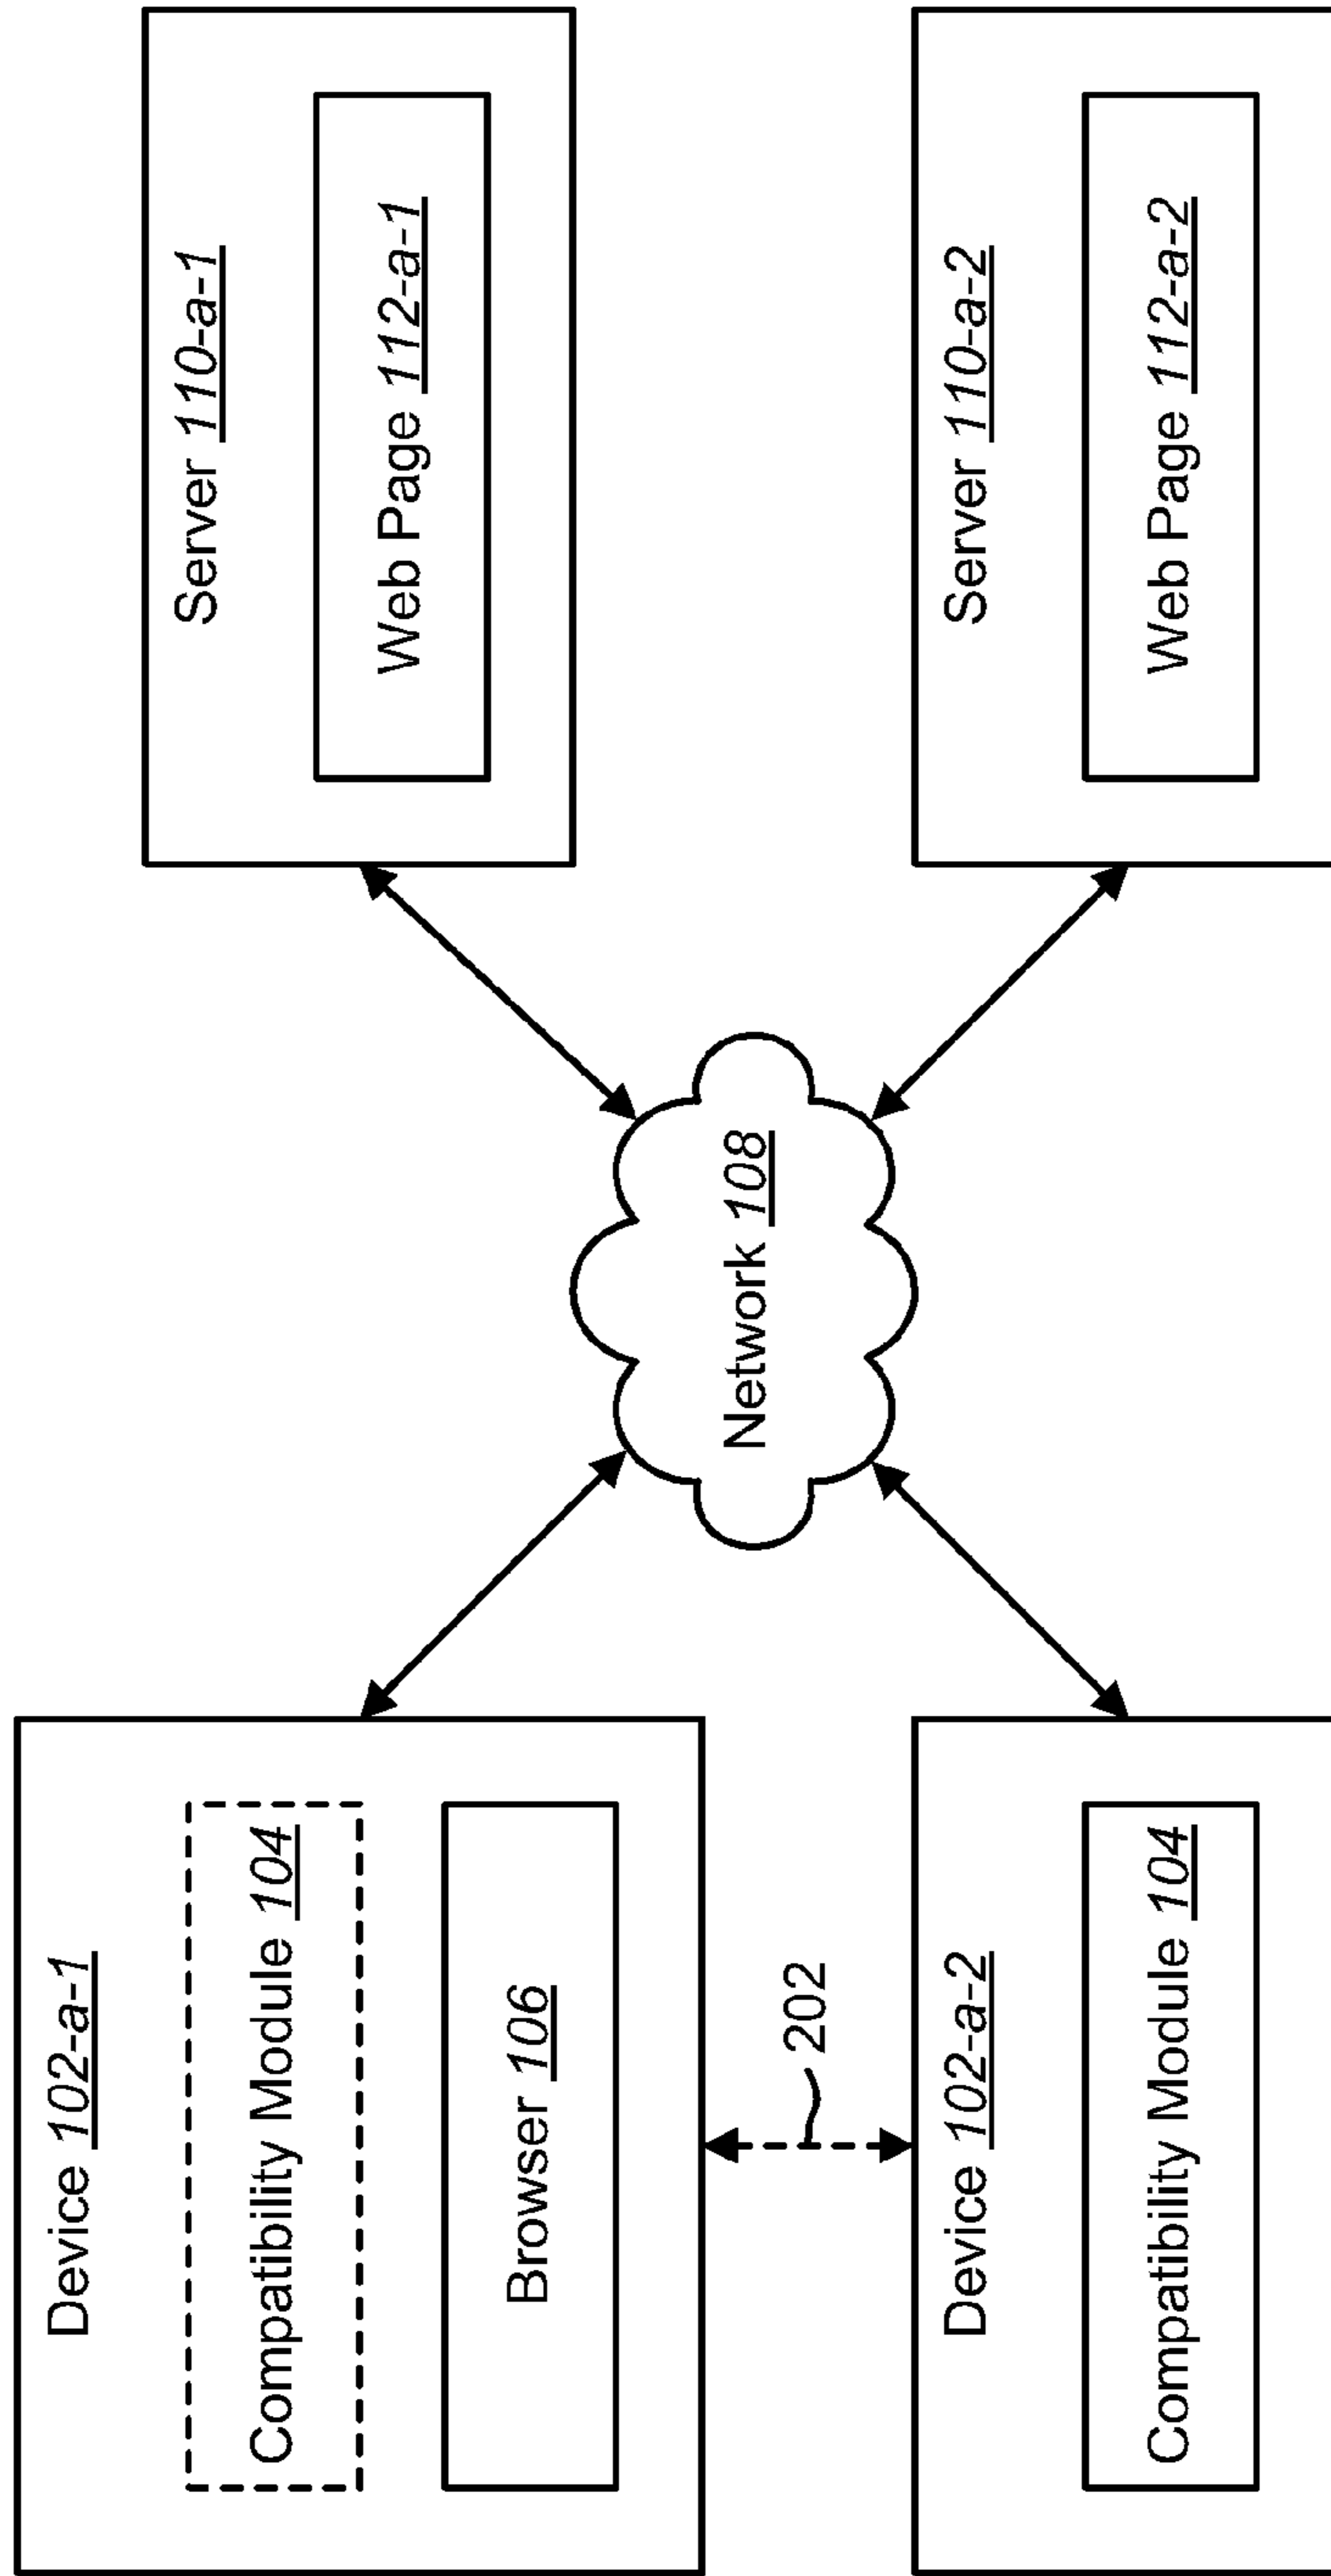 Device 102-a-1
Compatibility Module 104
Browser 106
202
Device 102-a-2
Compatibility Module 104
Network 108
Server 110-a-1
Web Page 112-a-1
Server 110-a-2
Web Page 112-a-2